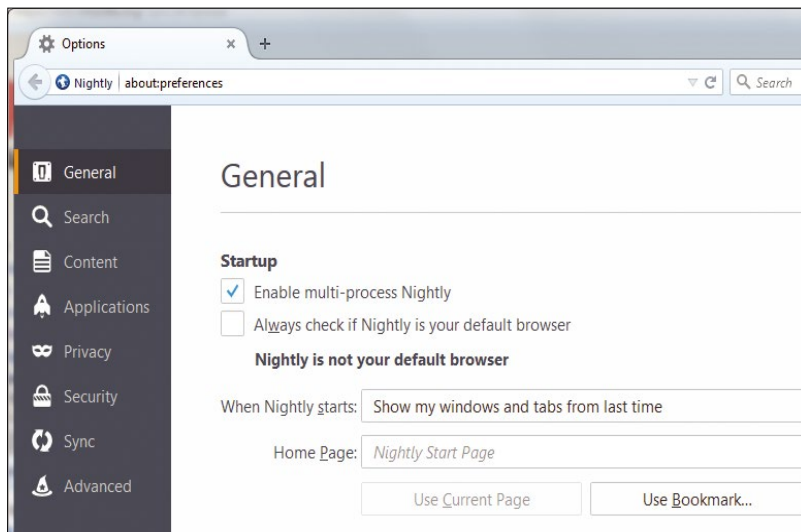 Options
Nightly about:preferences
Search
General
Search
Content
Applications
Privacy
Security
Sync
Advanced
General
Startup
Enable multi-process Nightly
Always check if Nightly is your default browser
Nightly is not your default browser
When Nightly starts: Show my windows and tabs from last time
Home Page: Nightly Start Page
Use Current Page Use Bookmark...